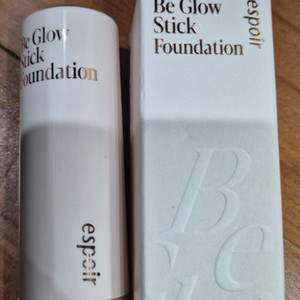 Be Glow
Stick
Foundation
espoir
Be Glow
Stick
Foundation
espoir
Be